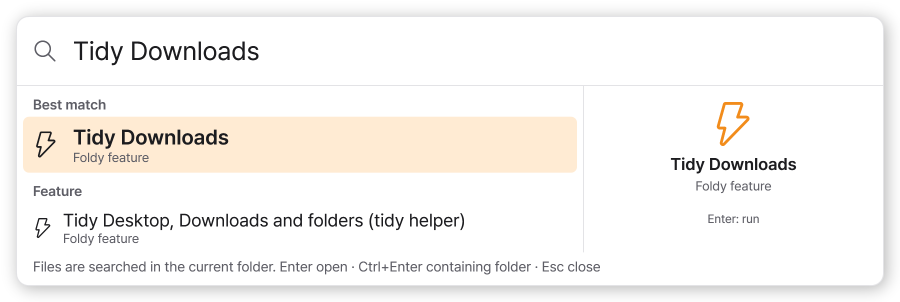 Tidy Downloads
Best match
Tidy Downloads
Foldy feature
Feature
Tidy Desktop, Downloads and folders (tidy helper)
Foldy feature
Tidy Downloads
Foldy feature
Enter: run
Files are searched in the current folder. Enter open · Ctrl+Enter containing folder · Esc close